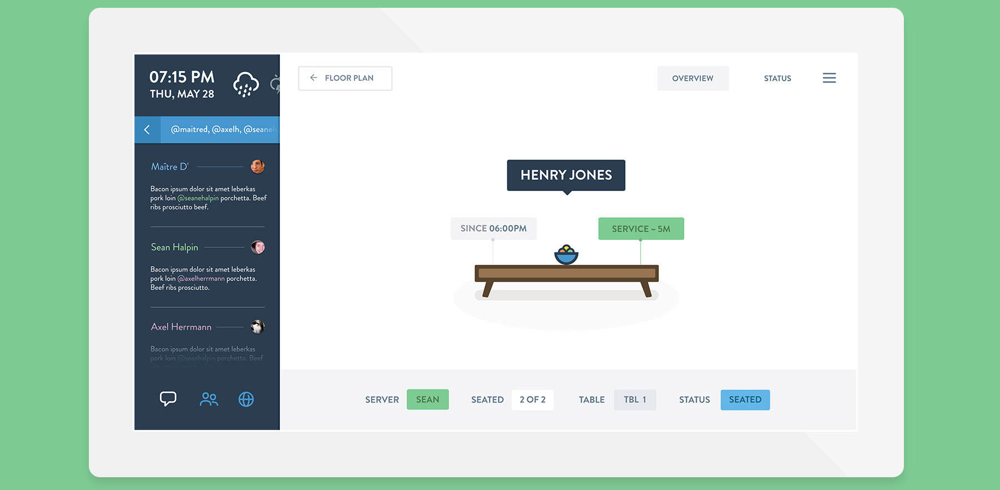 07:15 PM
THU, MAY 28
@maitred, @axelh, @seaneh
Maître D'
Bacon ipsum dolor sit amet leberkas
pork loin @seanehalpin porchetta. Beef
ribs prosciutto beef.
Sean Halpin
Bacon ipsum dolor sit amet leberkas
pork loin @axelherrmann porchetta.
Beef ribs prosciutto.
Axel Herrmann
Bacon ipsum dolor sit amet leberkas
pork loin @seanhalpin porchetta. Beef
FLOOR PLAN
OVERVIEW
STATUS
HENRY JONES
SINCE 06:00PM
SERVICE ~ 5M
SERVER SEAN
SEATED 2 OF 2
TABLE TBL 1
STATUS SEATED